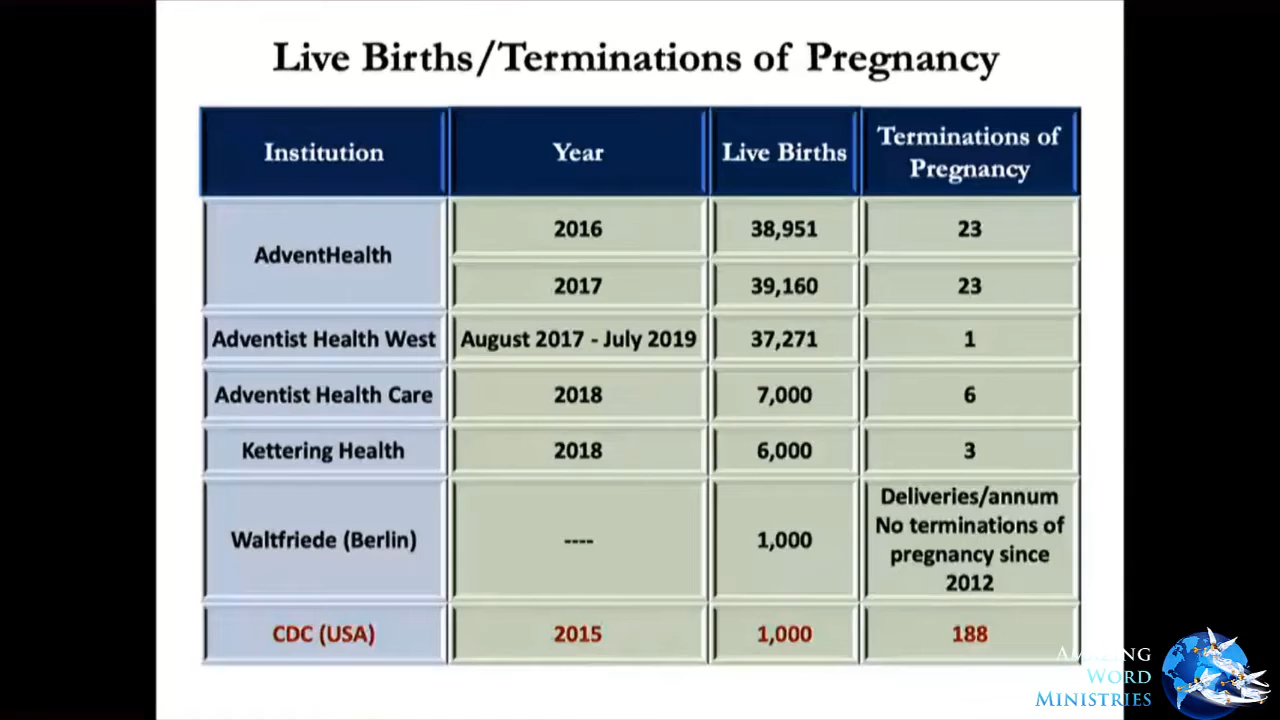 Live Births/Terminations of Pregnancy
Institution Year Live Births Terminations of Pregnancy
AdventHealth 2016 38,951 23
2017 39,160 23
Adventist Health West August 2017 - July 2019 37,271 1
Adventist Health Care 2018 7,000 6
Kettering Health 2018 6,000 3
Waltfriede (Berlin) ---- 1,000 Deliveries/annum
No terminations of
pregnancy since
2012
CDC (USA) 2015 1,000 188
Amazing
Word
Ministries